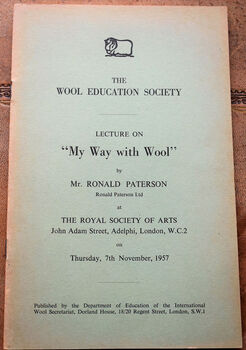 THE
WOOL EDUCATION SOCIETY
LECTURE ON
"My Way with Wool"
by
Mr. RONALD PATERSON
Ronald Paterson Ltd
at
THE ROYAL SOCIETY OF ARTS
John Adam Street, Adelphi, London, W.C.2
on
Thursday, 7th November, 1957
Published by the Department of Education of the International
Wool Secretariat, Dorland House, 18/20 Regent Street, London, S.W.1